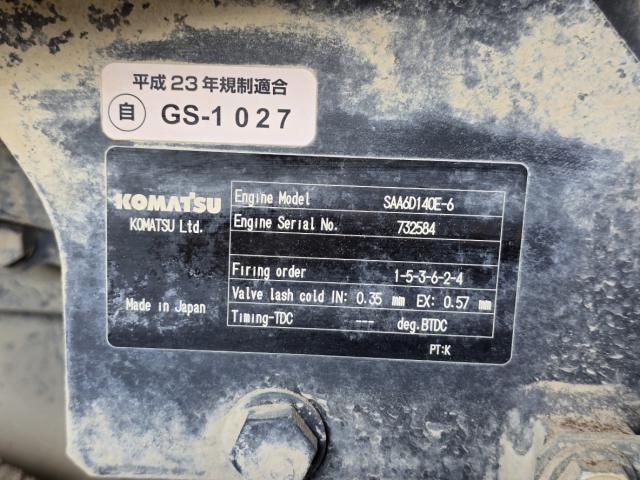 平成23年規制適合
自 GS-1027
KOMATSU
KOMATSU Ltd.
Made in Japan
Engine Model SAA6D140E-6
Engine Serial No. 732584
Firing order 1-5-3-6-2-4
Valve lash cold IN: 0.35 mm EX: 0.57 mm
Timing-TDC --- deg.BTDC
PT:K